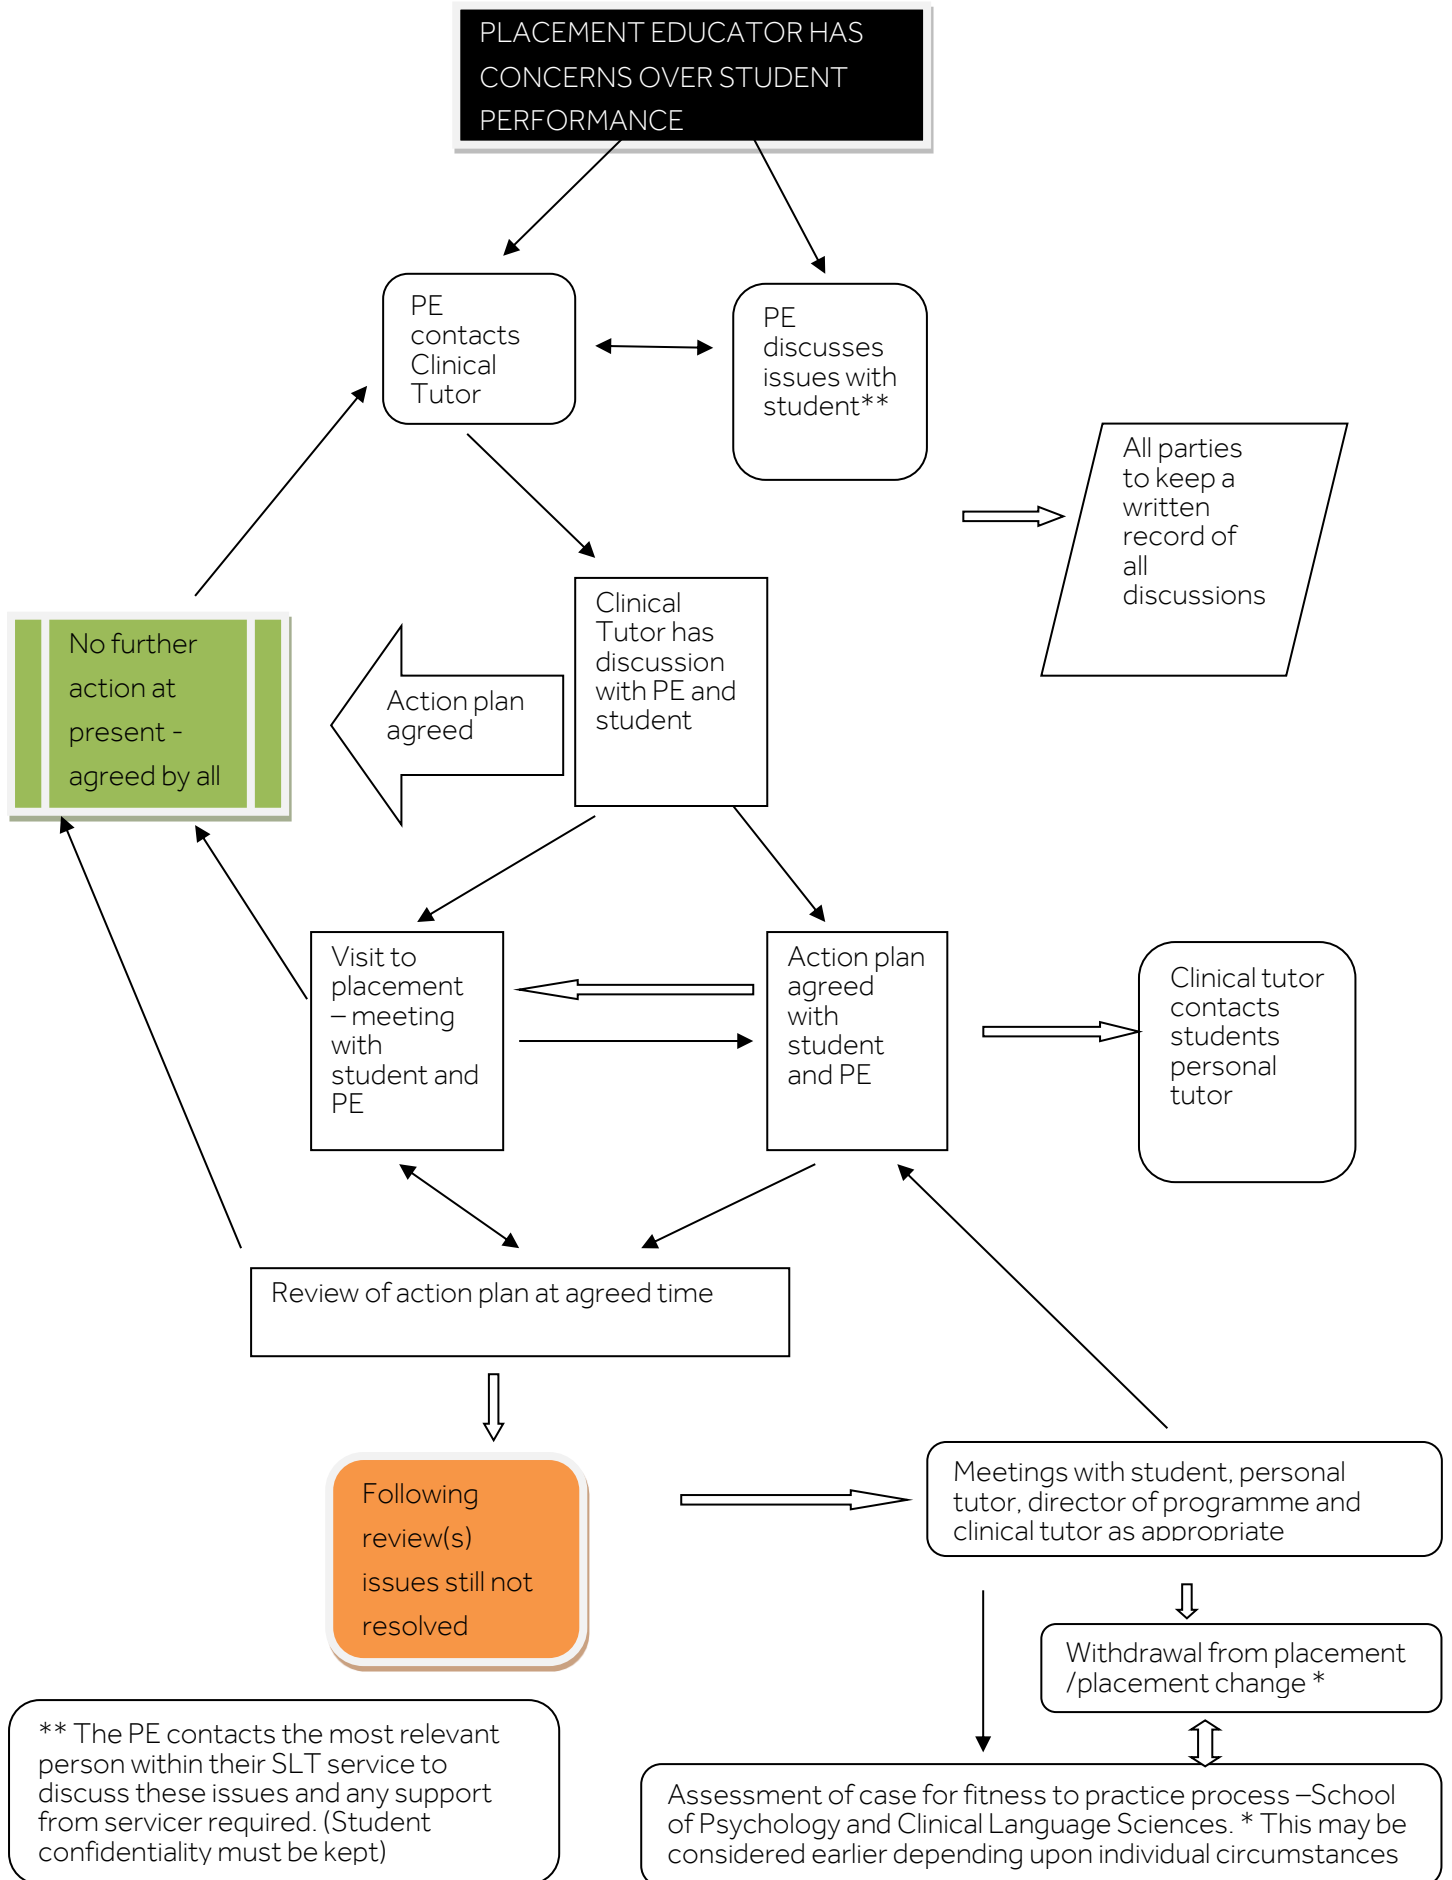 PLACEMENT EDUCATOR HAS
CONCERNS OVER STUDENT
PERFORMANCE
PE
contacts
Clinical
Tutor
PE
discusses
issues with
student**
All parties
to keep a
written
record of
all
discussions
Clinical
Tutor has
discussion
with PE and
student
Action plan
agreed
No further
action at
present -
agreed by all
Visit to
placement
– meeting
with
student and
PE
Action plan
agreed
with
student
and PE
Clinical tutor
contacts
students
personal
tutor
Review of action plan at agreed time
Following
review(s)
issues still not
resolved
Meetings with student, personal
tutor, director of programme and
clinical tutor as appropriate
Withdrawal from placement
/placement change *
** The PE contacts the most relevant
person within their SLT service to
discuss these issues and any support
from servicer required. (Student
confidentiality must be kept)
Assessment of case for fitness to practice process –School
of Psychology and Clinical Language Sciences. * This may be
considered earlier depending upon individual circumstances